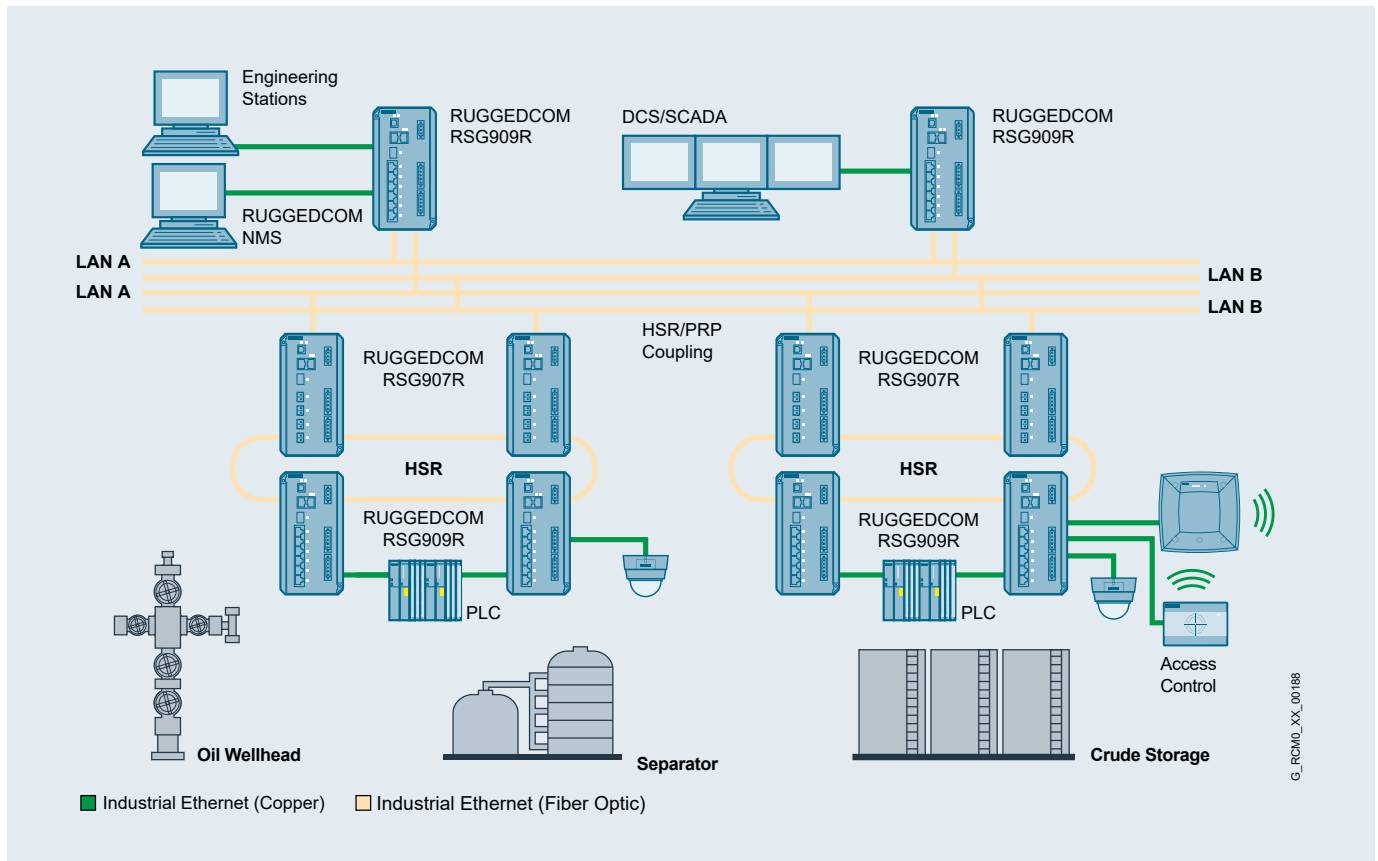 Engineering
Stations
RUGGEDCOM
RSG909R
DCS/SCADA
RUGGEDCOM
RSG909R
RUGGEDCOM
NMS
LAN A
LAN B
LAN A
LAN B
HSR/PRP
Coupling
RUGGEDCOM
RSG907R
RUGGEDCOM
RSG907R
HSR
HSR
RUGGEDCOM
RSG909R
RUGGEDCOM
RSG909R
PLC
PLC
Access
Control
Oil Wellhead
Separator
Crude Storage
G_RCM0_XX_00188
Industrial Ethernet (Copper)
Industrial Ethernet (Fiber Optic)